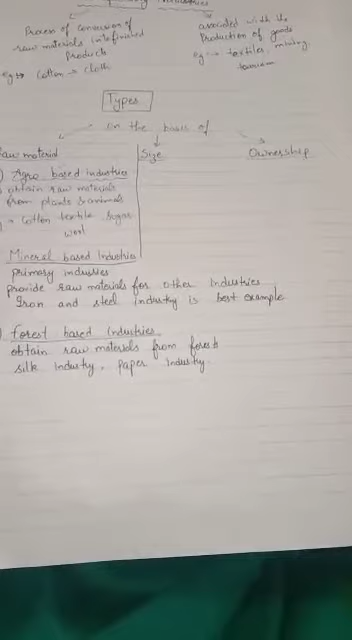 Process of conversion of
raw materials into finished
Products
eg → Cotton → cloth
associated with the
Production of goods
eg → textiles, mining,
tourism
Types
on the basis of
Raw material
Size
Ownership
Agro based industries
obtain raw materials
from plants & animals
→ Cotton textile Sugar
wool
Mineral based Industries
primary industries
provide raw materials for other Industries
Iron and steel Industry is best example
Forest based Industries
obtain raw materials from forests
silk Industry, Paper Industry.